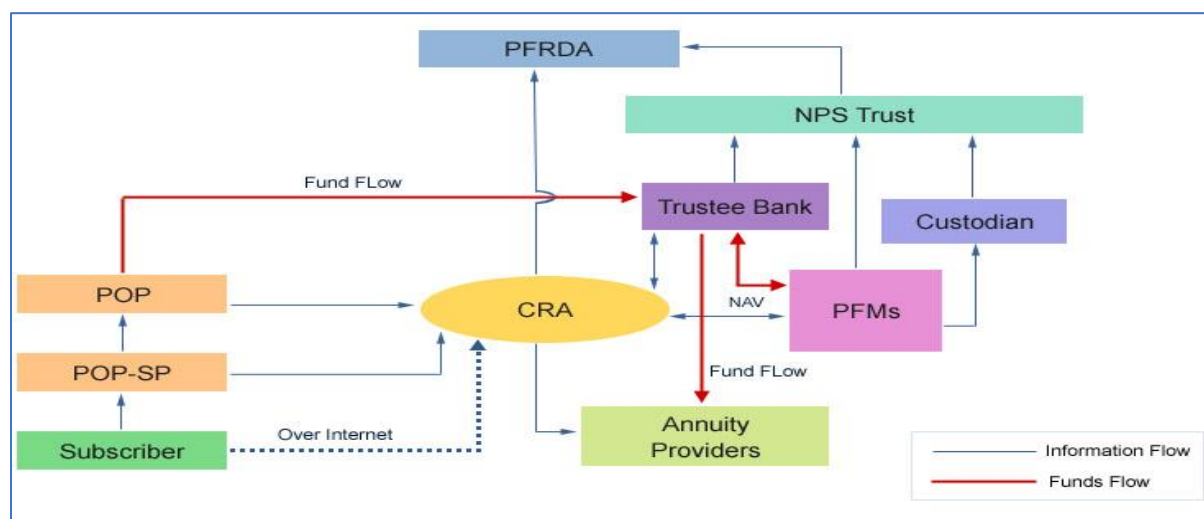 PFRDA
NPS Trust
Fund FLow
Trustee Bank
Custodian
POP
CRA
NAV
PFMs
POP-SP
Fund FLow
Over Internet
Subscriber
Annuity
Providers
Information Flow
Funds Flow